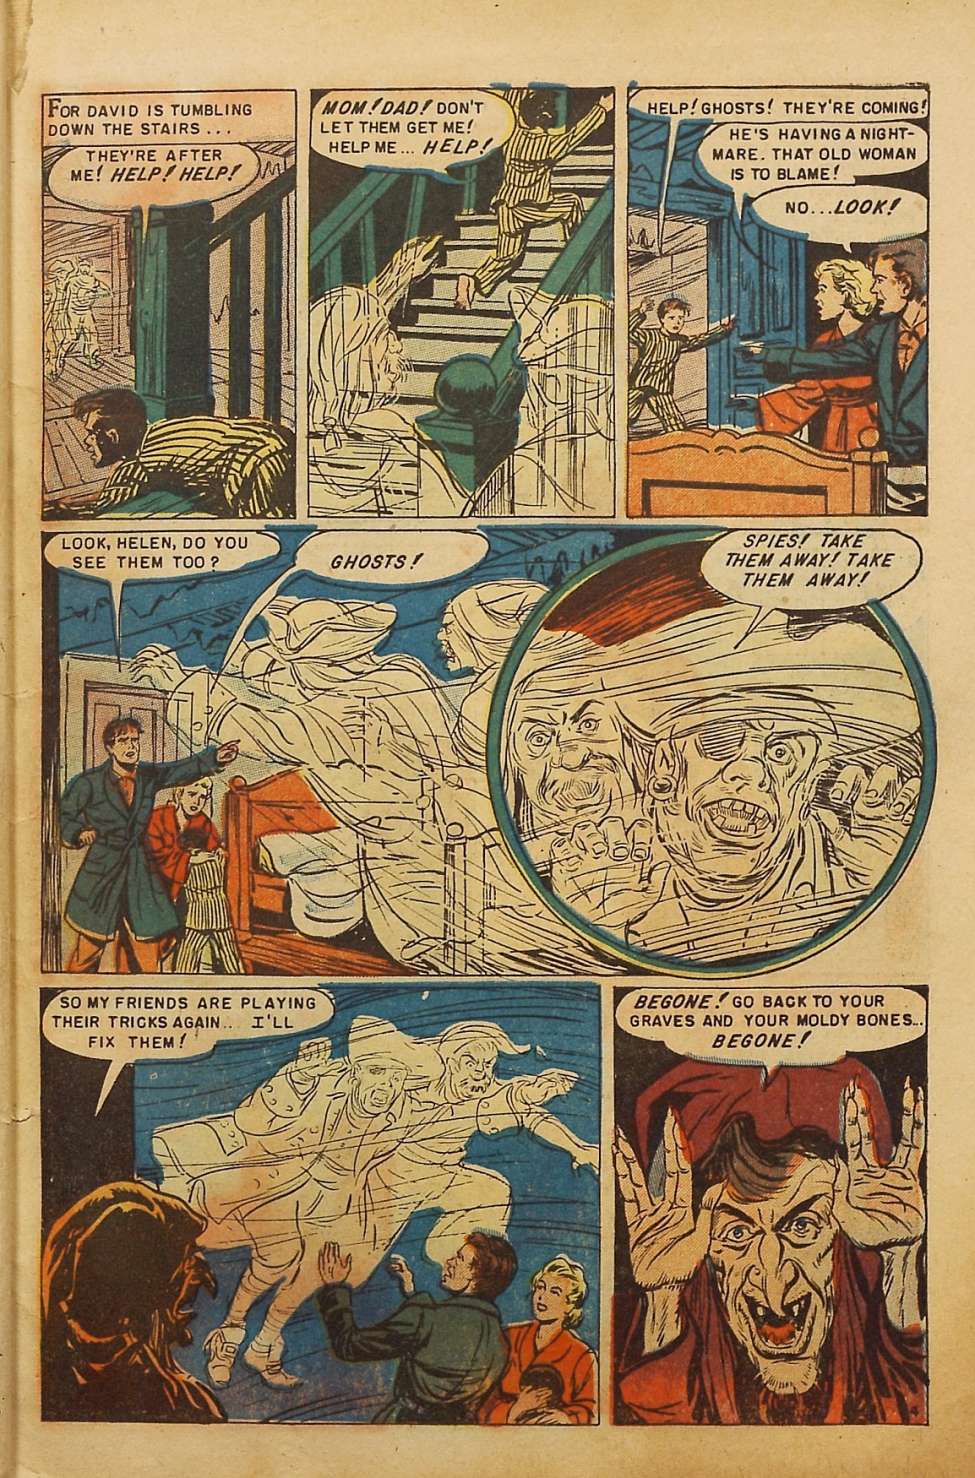 FOR DAVID IS TUMBLING
DOWN THE STAIRS...
THEY'RE AFTER
ME! HELP! HELP!
MOM! DAD! DON'T
LET THEM GET ME!
HELP ME... HELP!
HELP! GHOSTS! THEY'RE COMING!
HE'S HAVING A NIGHT-
MARE. THAT OLD WOMAN
IS TO BLAME!
NO...LOOK!
LOOK, HELEN, DO YOU
SEE THEM TOO?
GHOSTS!
SPIES! TAKE
THEM AWAY! TAKE
THEM AWAY!
SO MY FRIENDS ARE PLAYING
THEIR TRICKS AGAIN.. I'LL
FIX THEM!
BEGONE! GO BACK TO YOUR
GRAVES AND YOUR MOLDY BONES...
BEGONE!
4